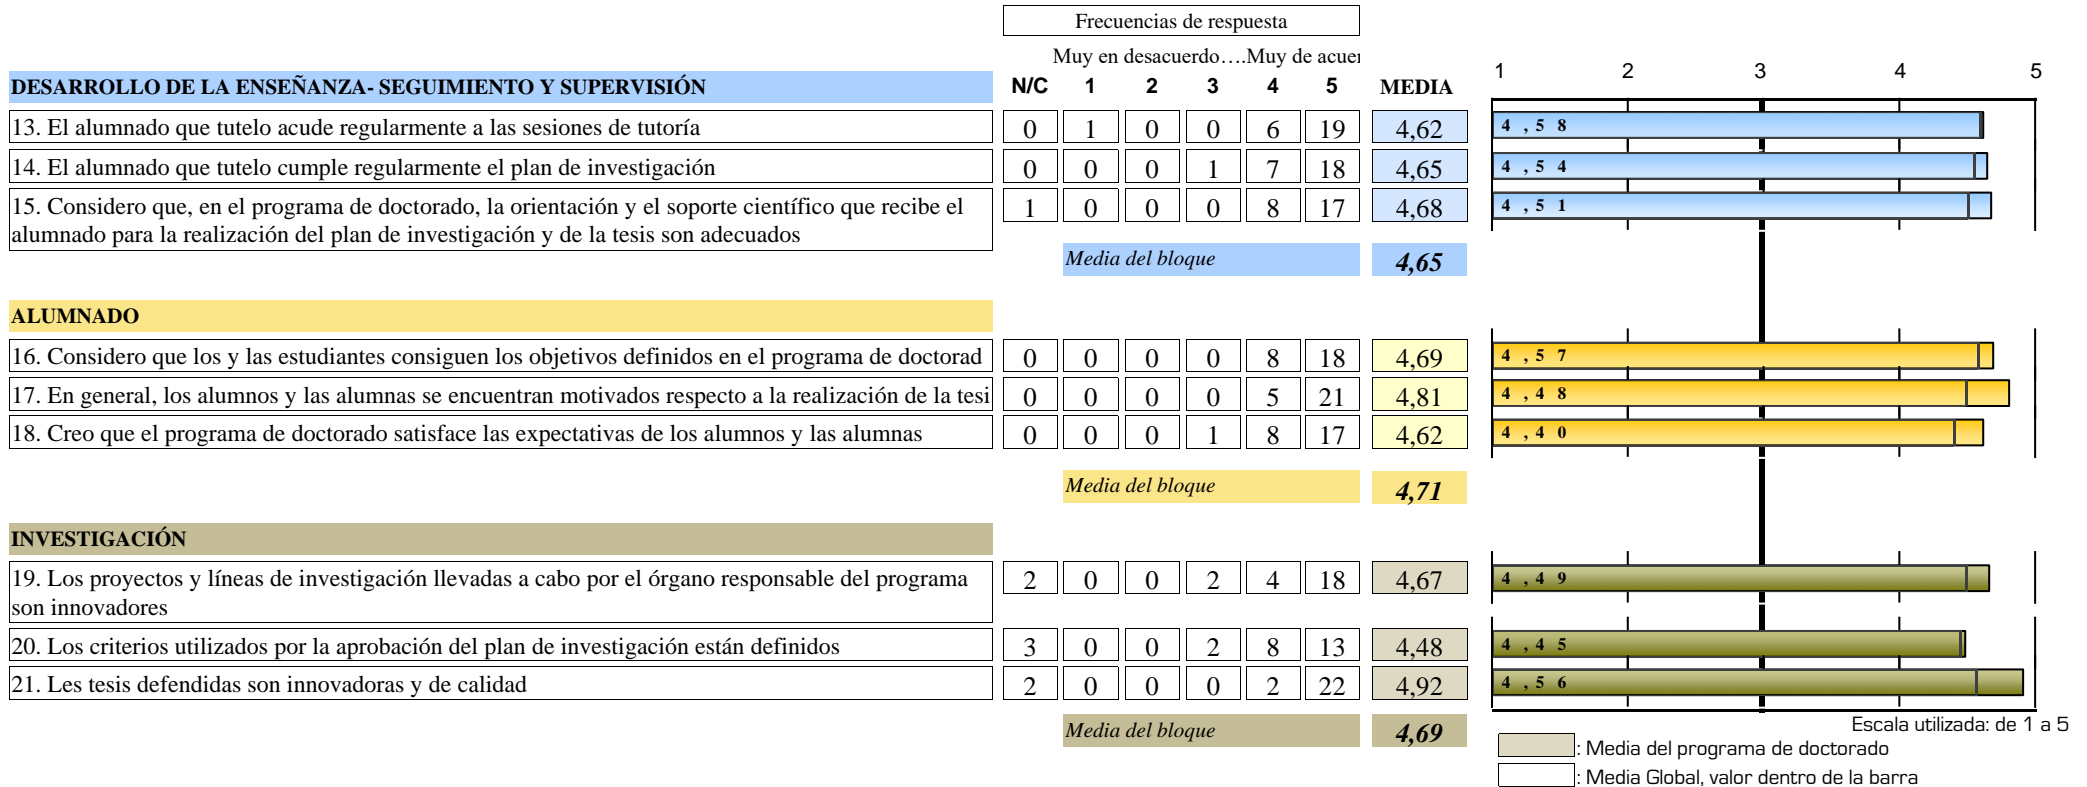 Frecuencias de respuesta
Muy en desacuerdo….Muy de acuer
DESARROLLO DE LA ENSEÑANZA- SEGUIMIENTO Y SUPERVISIÓN N/C 1 2 3 4 5 MEDIA 1 2 3 4 5
13. El alumnado que tutelo acude regularmente a las sesiones de tutoría 0 1 0 0 6 19 4,62 4,58
14. El alumnado que tutelo cumple regularmente el plan de investigación 0 0 0 1 7 18 4,65 4,54
15. Considero que, en el programa de doctorado, la orientación y el soporte científico que recibe el 1 0 0 0 8 17 4,68 4,51
alumnado para la realización del plan de investigación y de la tesis son adecuados
Media del bloque 4,65
ALUMNADO
16. Considero que los y las estudiantes consiguen los objetivos definidos en el programa de doctorad 0 0 0 0 8 18 4,69 4,57
17. En general, los alumnos y las alumnas se encuentran motivados respecto a la realización de la tesi 0 0 0 0 5 21 4,81 4,48
18. Creo que el programa de doctorado satisface las expectativas de los alumnos y las alumnas 0 0 0 1 8 17 4,62 4,40
Media del bloque 4,71
INVESTIGACIÓN
19. Los proyectos y líneas de investigación llevadas a cabo por el órgano responsable del programa 2 0 0 2 4 18 4,67 4,49
son innovadores
20. Los criterios utilizados por la aprobación del plan de investigación están definidos 3 0 0 2 8 13 4,48 4,45
21. Les tesis defendidas son innovadoras y de calidad 2 0 0 0 2 22 4,92 4,56
Media del bloque 4,69
Escala utilizada: de 1 a 5
: Media del programa de doctorado
: Media Global, valor dentro de la barra